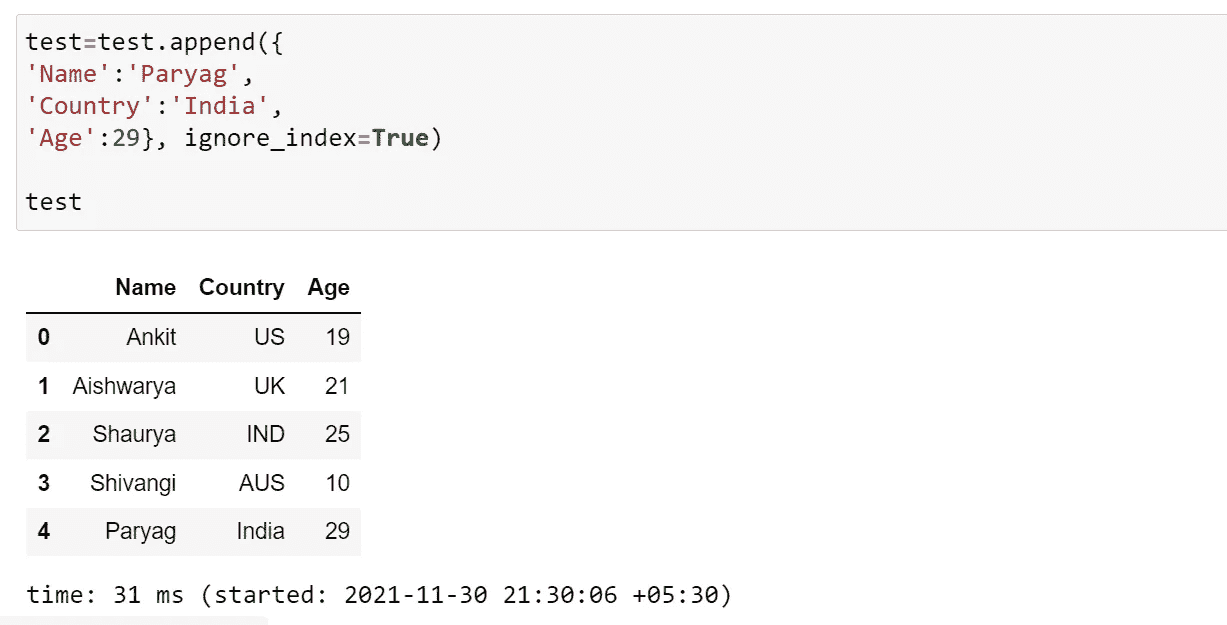 test=test.append({
'Name':'Paryag',
'Country':'India',
'Age':29}, ignore_index=True)
test
Name Country Age
0 Ankit US 19
1 Aishwarya UK 21
2 Shaurya IND 25
3 Shivangi AUS 10
4 Paryag India 29
time: 31 ms (started: 2021-11-30 21:30:06 +05:30)